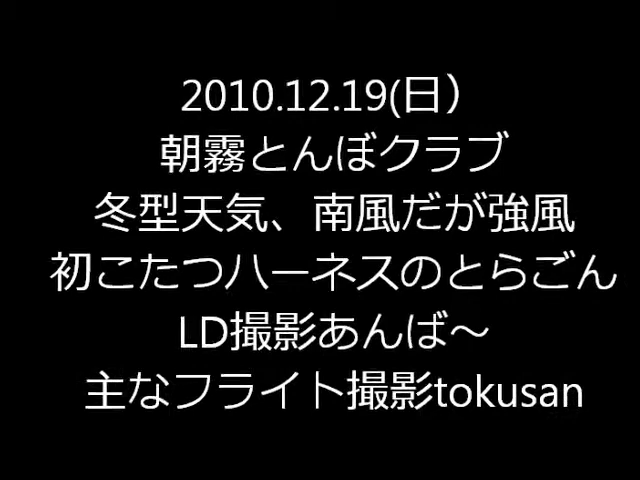 2010.12.19(日）
朝霧とんぼクラブ
冬型天気、南風だが強風
初こたつハーネスのとらごん
LD撮影あんば～
主なフライト撮影tokusan